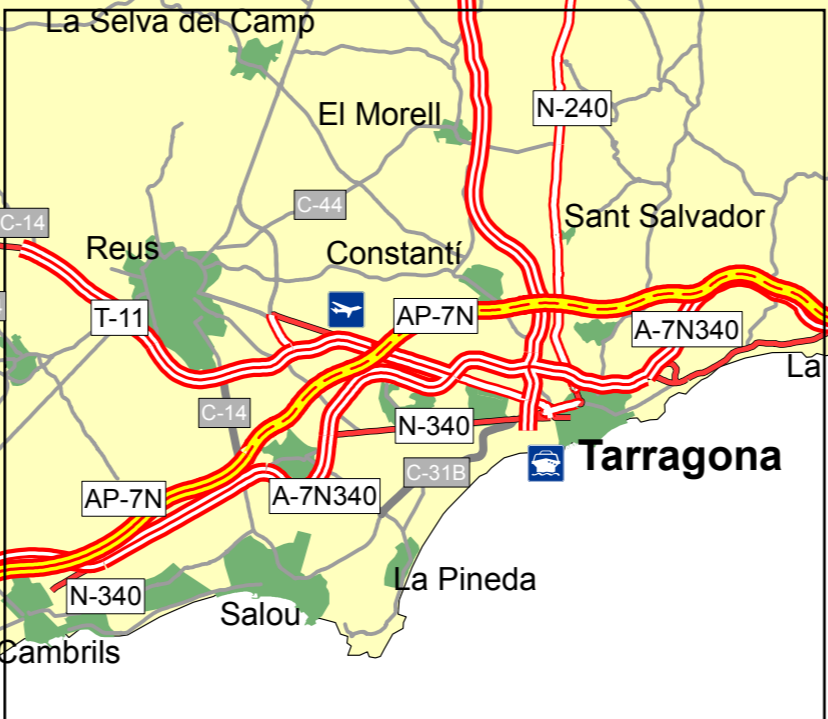 La Selva del Camp
El Morell
N-240
C-44
C-14
Sant Salvador
Reus
Constantí
T-11
AP-7N
A-7N340
La
C-14
N-340
Tarragona
C-31B
AP-7N
A-7N340
La Pineda
N-340
Salou
Cambrils